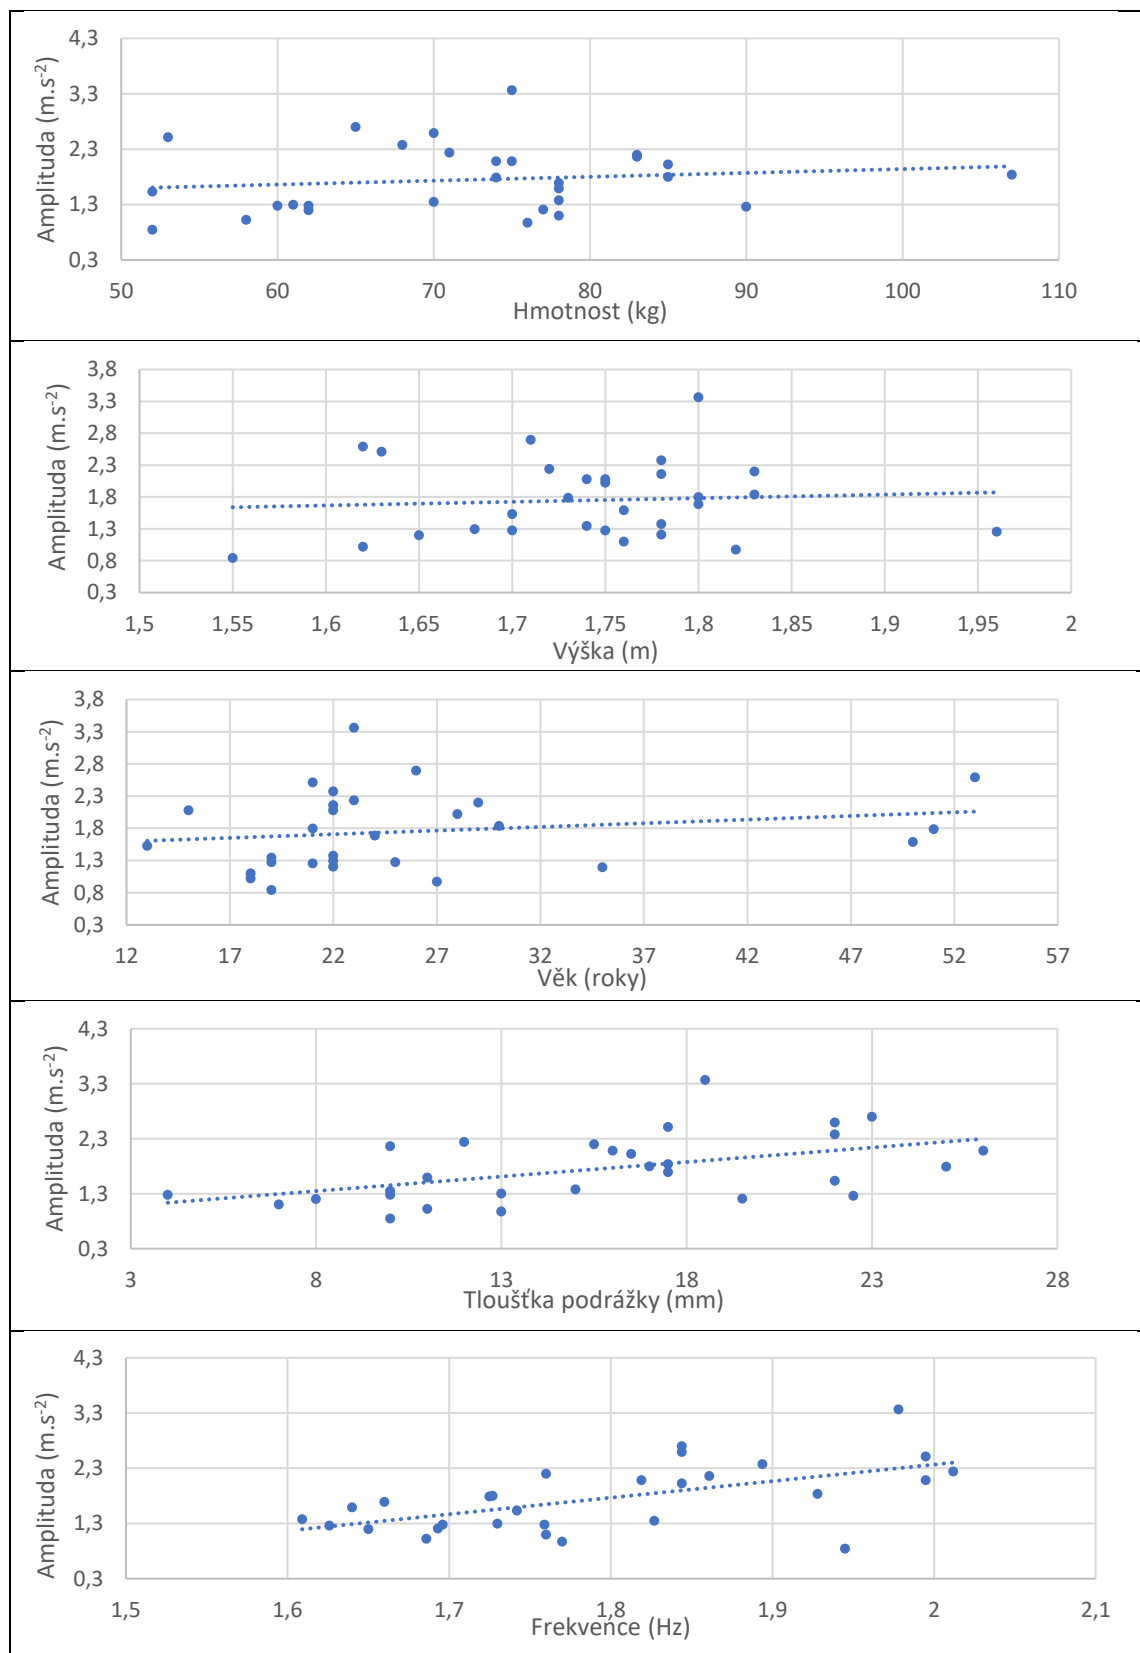 Amplituda (m.s-2)
4,3
3,3
2,3
1,3
0,3
50 60 70 80 90 100 110
Hmotnost (kg)
Amplituda (m.s-2)
3,8
3,3
2,8
2,3
1,8
1,3
0,8
0,3
1,5 1,55 1,6 1,65 1,7 1,75 1,8 1,85 1,9 1,95 2
Výška (m)
Amplituda (m.s-2)
3,8
3,3
2,8
2,3
1,8
1,3
0,8
0,3
12 17 22 27 32 37 42 47 52 57
Věk (roky)
Amplituda (m.s-2)
4,3
3,3
2,3
1,3
0,3
3 8 13 18 23 28
Tloušťka podrážky (mm)
Amplituda (m.s-2)
4,3
3,3
2,3
1,3
0,3
1,5 1,6 1,7 1,8 1,9 2 2,1
Frekvence (Hz)